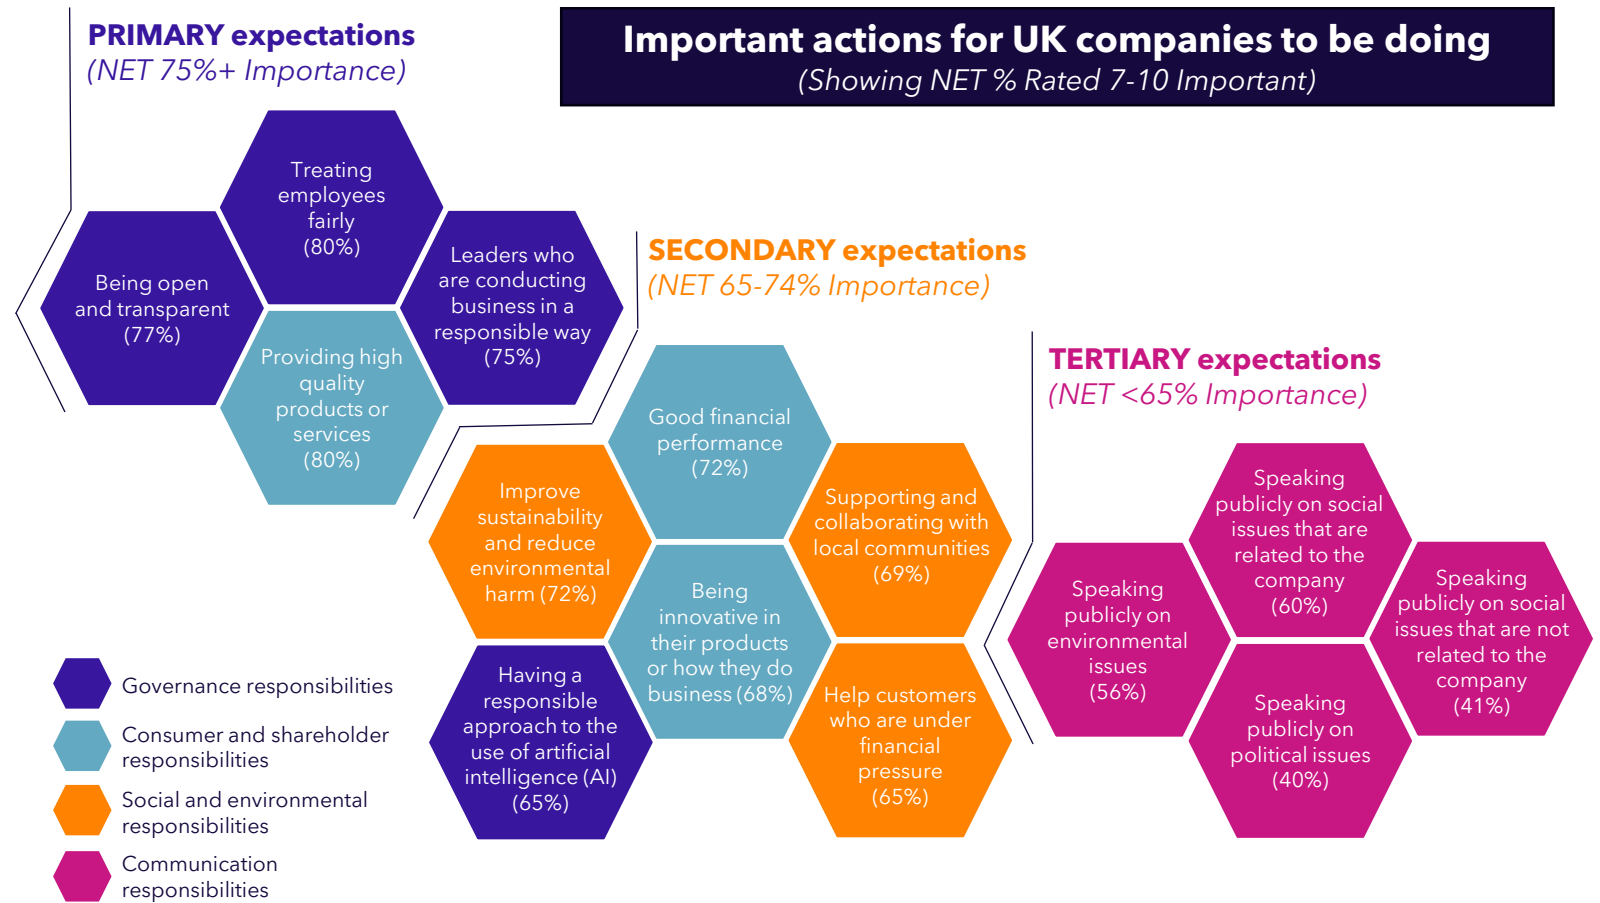 PRIMARY expectations
(NET 75%+ Importance)
Important actions for UK companies to be doing
(Showing NET % Rated 7-10 Important)
Treating
employees
fairly
(80%)
Being open
and transparent
(77%)
Leaders who
are conducting
business in a
responsible way
(75%)
Providing high
quality
products or
services
(80%)
SECONDARY expectations
(NET 65-74% Importance)
Good financial
performance
(72%)
Improve
sustainability
and reduce
environmental
harm (72%)
Supporting and
collaborating with
local communities
(69%)
Being
innovative in
their products
or how they do
business (68%)
Having a
responsible
approach to the
use of artificial
intelligence (AI)
(65%)
Help customers
who are under
financial
pressure
(65%)
TERTIARY expectations
(NET <65% Importance)
Speaking
publicly on social
issues that are
related to the
company
(60%)
Speaking
publicly on
environmental
issues
(56%)
Speaking
publicly on social
issues that are not
related to the
company
(41%)
Speaking
publicly on
political issues
(40%)
Governance responsibilities
Consumer and shareholder
responsibilities
Social and environmental
responsibilities
Communication
responsibilities